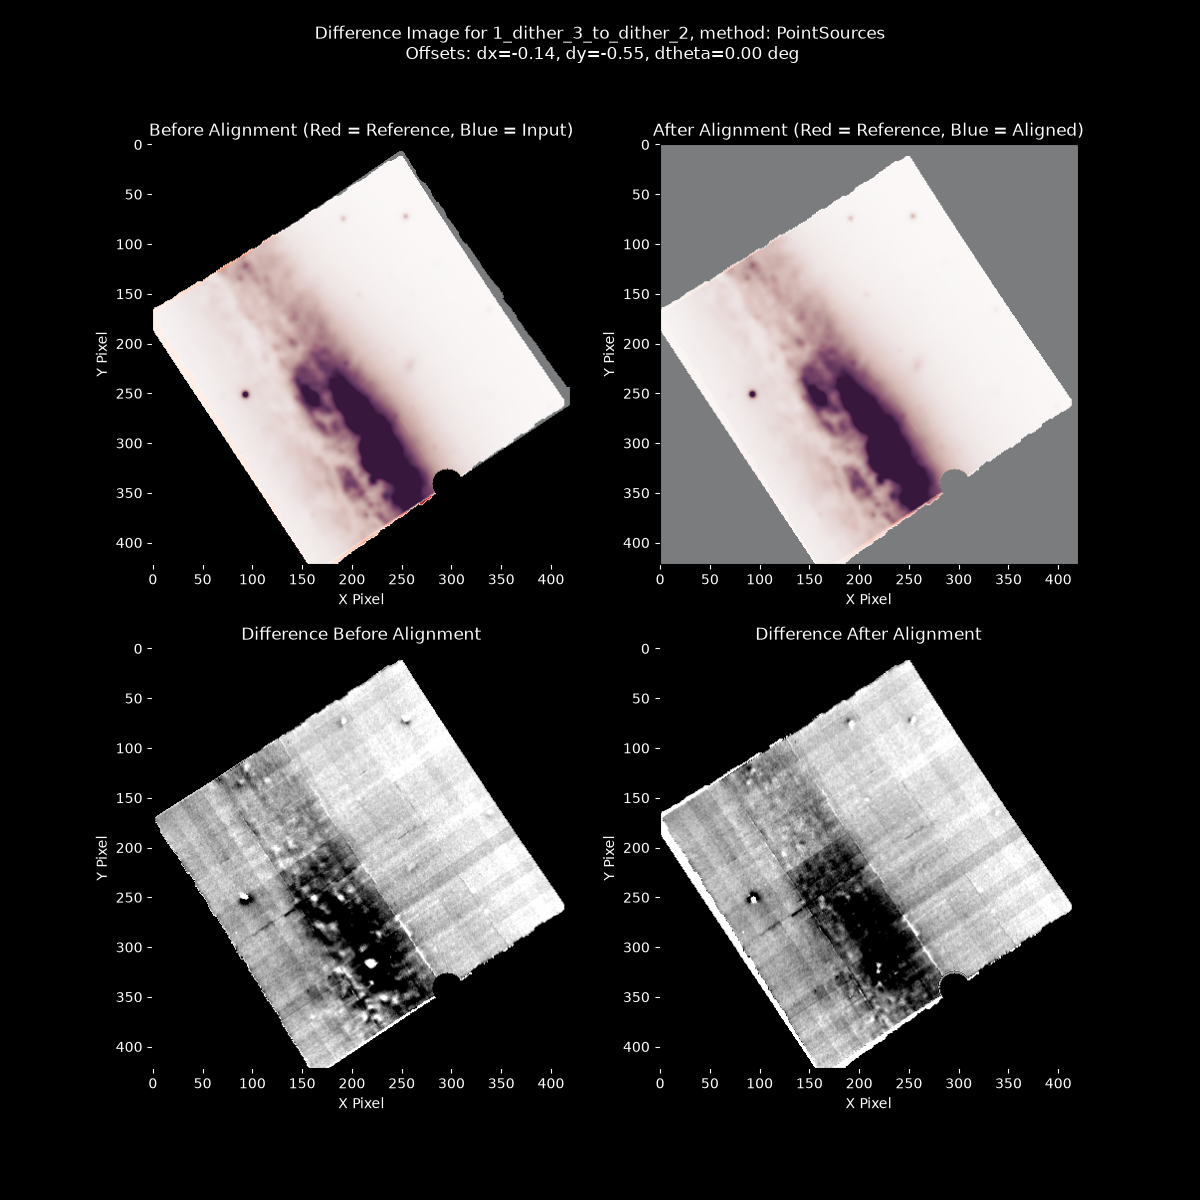 Difference Image for 1_dither_3_to_dither_2, method: PointSources
Offsets: dx=-0.14, dy=-0.55, dtheta=0.00 deg
Before Alignment (Red = Reference, Blue = Input)
0
50
100
150
200
250
300
350
400
Y Pixel
0 50 100 150 200 250 300 350 400
X Pixel
After Alignment (Red = Reference, Blue = Aligned)
0
50
100
150
200
250
300
350
400
Y Pixel
0 50 100 150 200 250 300 350 400
X Pixel
Difference Before Alignment
0
50
100
150
200
250
300
350
400
Y Pixel
0 50 100 150 200 250 300 350 400
X Pixel
Difference After Alignment
0
50
100
150
200
250
300
350
400
Y Pixel
0 50 100 150 200 250 300 350 400
X Pixel